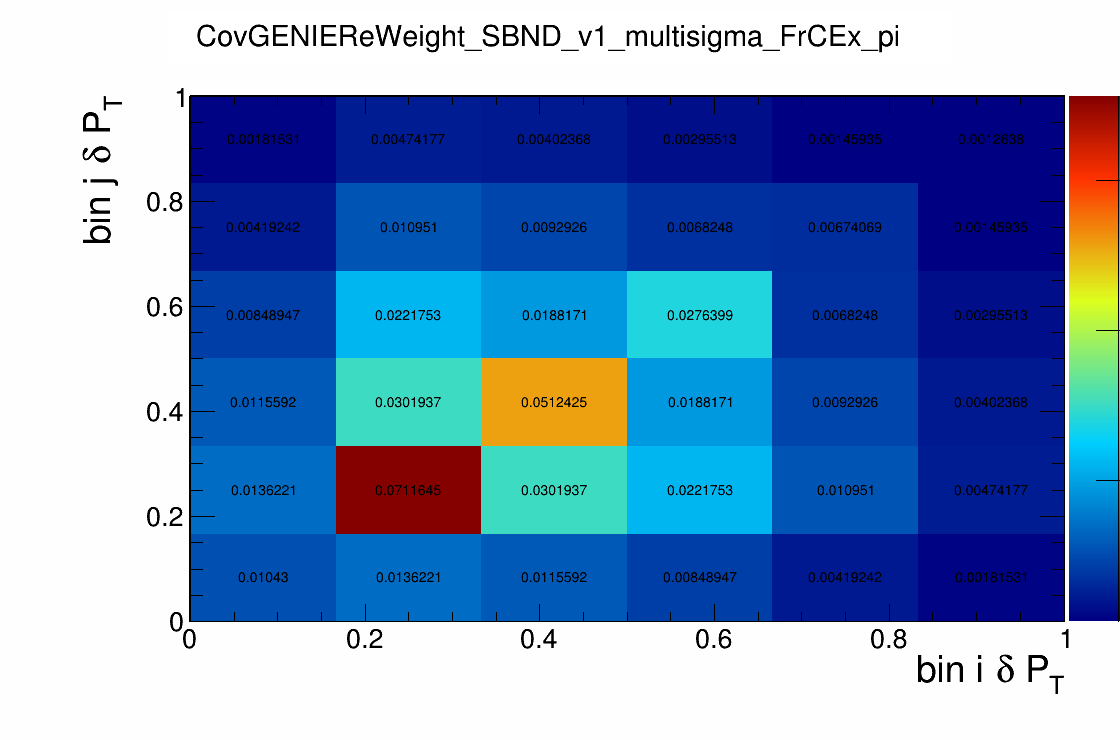 CovGENIEReWeight_SBND_v1_multisigma_FrCEx_pi
bin j δ P_T
1
0.00181531 0.00474177 0.00402368 0.00295513 0.00145935 0.0012638
0.8
0.00419242 0.010951 0.0092926 0.0068248 0.00674069 0.00145935
0.6
0.00848947 0.0221753 0.0188171 0.0276399 0.0068248 0.00295513
0.4
0.0115592 0.0301937 0.0512425 0.0188171 0.0092926 0.00402368
0.2
0.0136221 0.0711645 0.0301937 0.0221753 0.010951 0.00474177
0.01043 0.0136221 0.0115592 0.00848947 0.00419242 0.00181531
0
0 0.2 0.4 0.6 0.8 1
bin i δ P_T